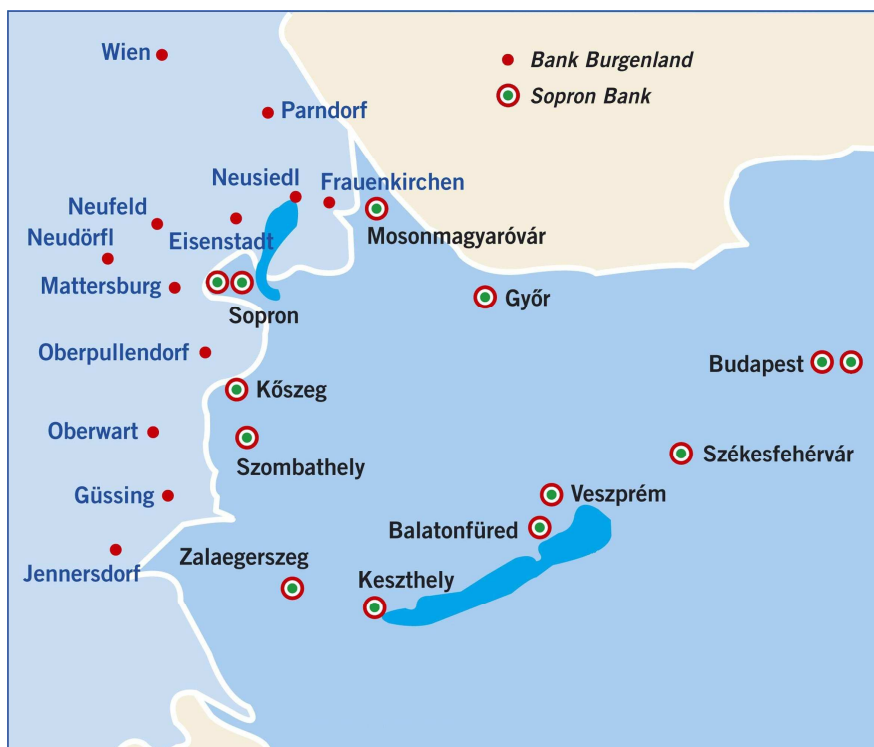 Wien
Bank Burgenland
Sopron Bank
Parndorf
Neusiedl
Frauenkirchen
Neufeld
Eisenstadt
Mosonmagyaróvár
Neudörfl
Mattersburg
Sopron
Győr
Oberpullendorf
Budapest
Kőszeg
Oberwart
Szombathely
Székesfehérvár
Güssing
Veszprém
Balatonfüred
Zalaegerszeg
Jennersdorf
Keszthely